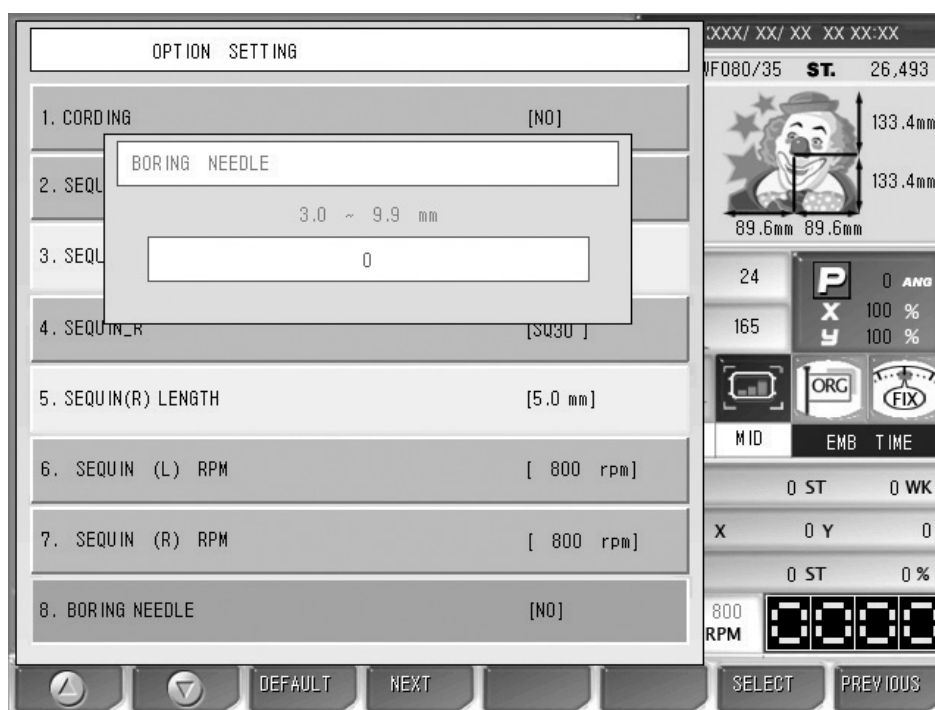 OPTION SETTING
1. CORDING [NO]
BORING NEEDLE
3.0 ~ 9.9 mm
0
2. SEQU
3. SEQU
4. SEQUIN_R [SQ30 ]
5. SEQUIN(R) LENGTH [5.0 mm]
6. SEQUIN (L) RPM [ 800 rpm]
7. SEQUIN (R) RPM [ 800 rpm]
8. BORING NEEDLE [NO]
DEFAULT NEXT SELECT PREVIOUS
XXX/ XX/ XX XX XX:XX
WF080/35 ST. 26,493
133.4mm
133.4mm
89.6mm 89.6mm
24
165
P 0 ANG
X 100 %
y 100 %
ORG
FIX
MID
EMB TIME
0 ST 0 WK
X 0 Y 0
0 ST 0 %
800
RPM